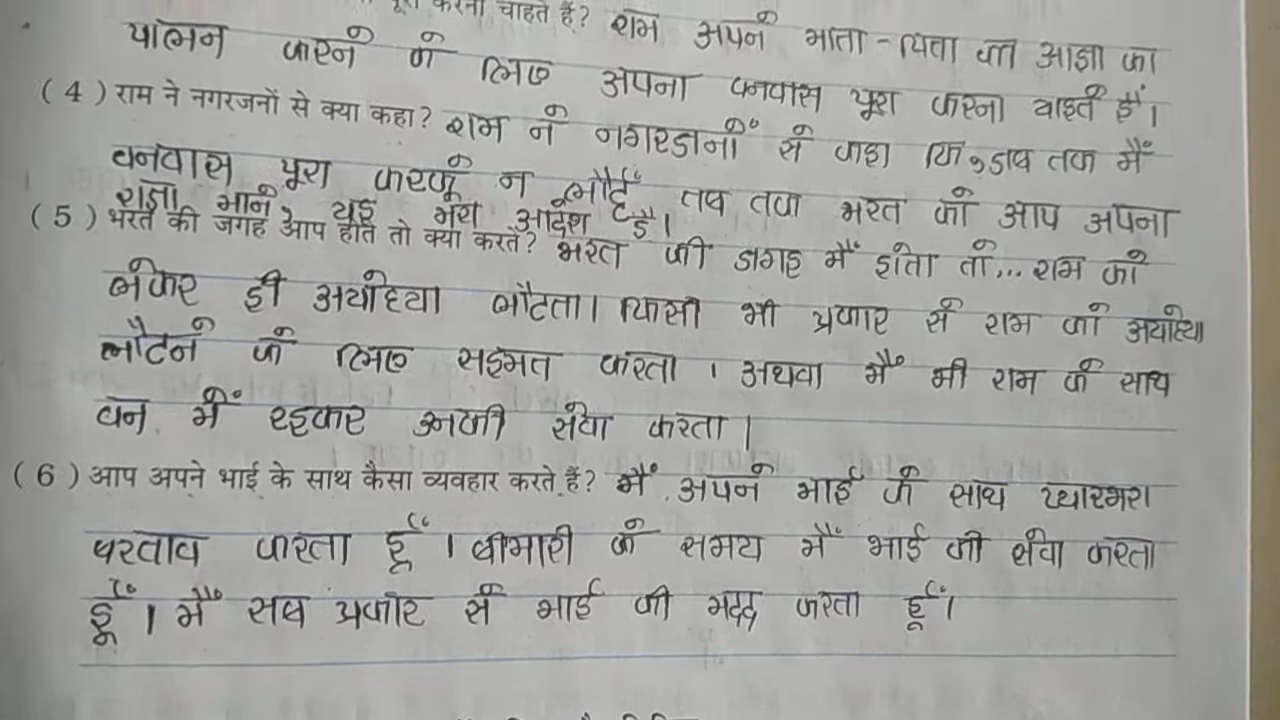 पूरा करना चाहते हैं? राम अपने माता-पिता की आज्ञा का
पालन करने के लिए अपना वनवास पूरा करना चाहते हैं।
(4) राम ने नगरजनों से क्या कहा? राम ने नगरजनों से कहा कि, जब तक मैं
वनवास पूरा करके न लौटूँ तब तक भरत को आप अपना
राजा माने, यह मेरा आदेश है।
(5) भरत की जगह आप होते तो क्या करते? भरत की जगह मैं होता तो... राम को
लेकर ही अयोध्या लौटता। किसी भी प्रकार से राम को अयोध्या
लौटने के लिए सहमत करता। अथवा मैं भी राम के साथ
वन में रहकर उनकी सेवा करता।
(6) आप अपने भाई के साथ कैसा व्यवहार करते हैं? मैं अपने भाई के साथ प्यारभरा
बरताव करता हूँ। बीमारी के समय मैं भाई की सेवा करता
हूँ। मैं सब प्रकार से भाई की मदद करता हूँ।